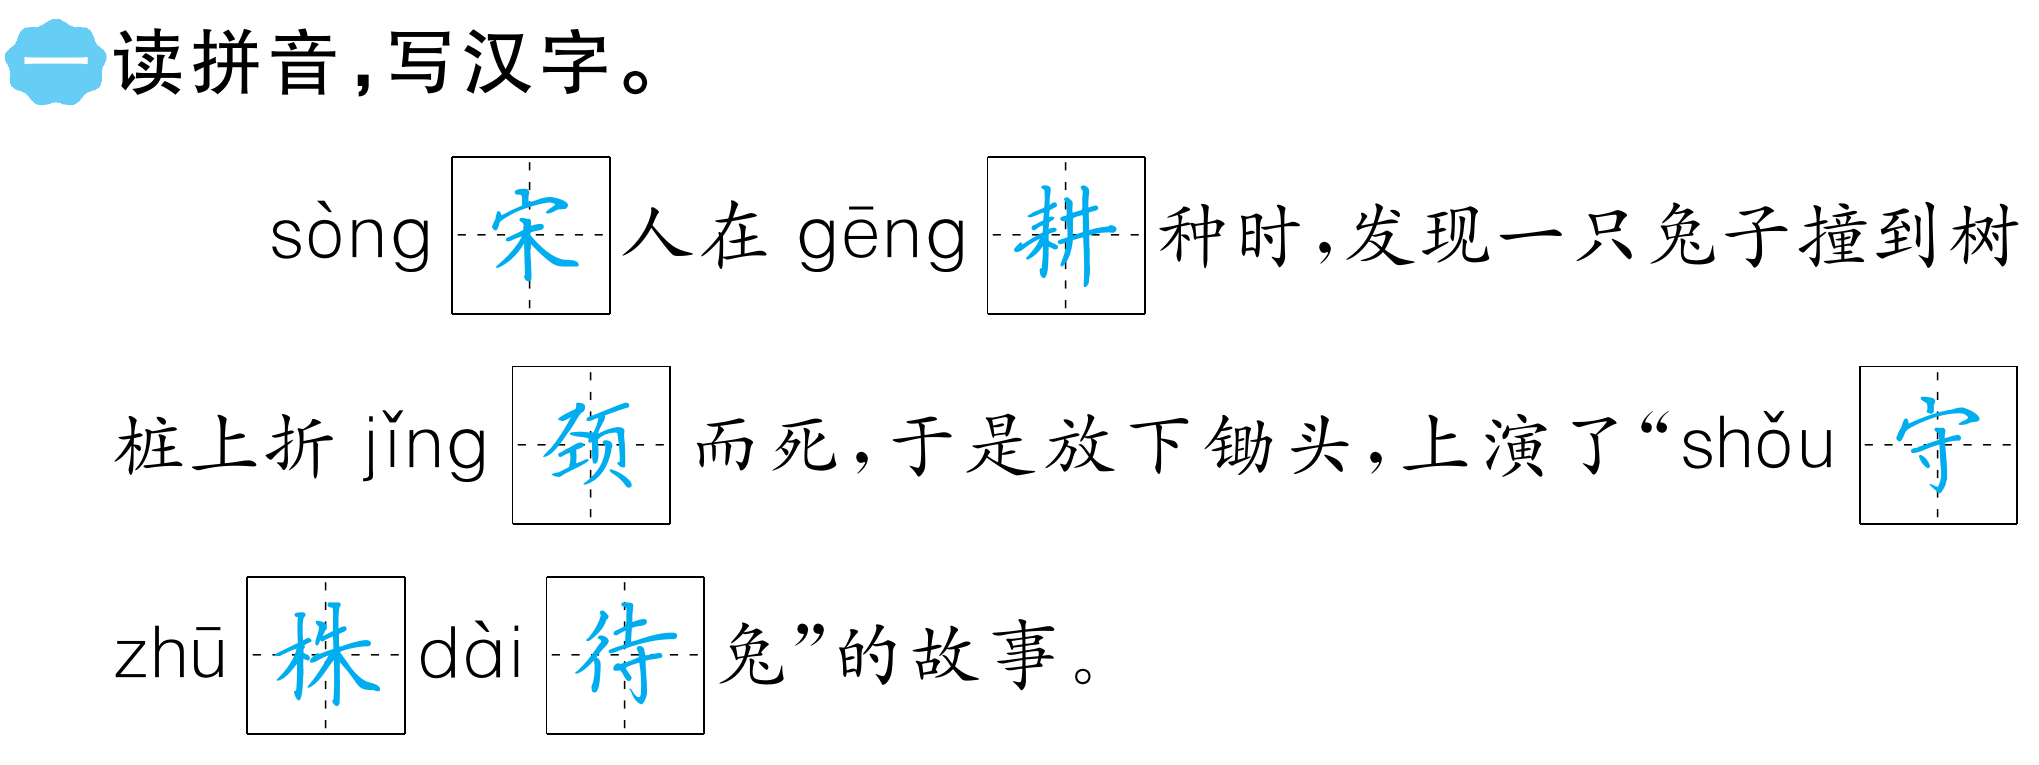 一 读拼音,写汉字。
sòng 宋 人在 gēng 耕 种时,发现一只兔子撞到树
桩上折 jǐng 颈 而死,于是放下锄头,上演了“shǒu 守
zhū 株 dài 待 兔”的故事。